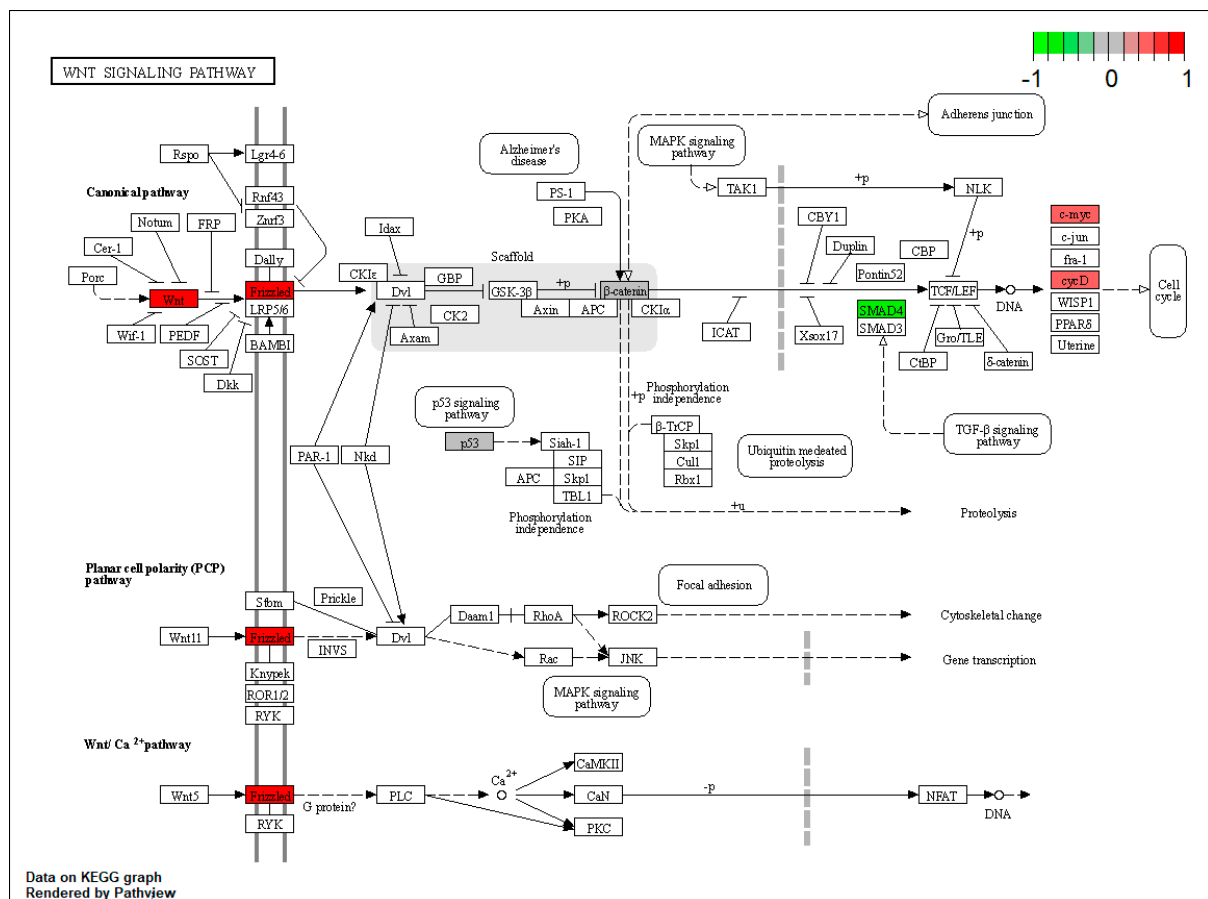 WNT SIGNALING PATHWAY
-1 0 1
Adherens junction
Alzheimer's
disease
MAPK signaling
pathway
Rspo
Lgr4-6
PS-1
PKA
TAK1
+p
NLK
Canonical pathway
Rnf43
Znrf3
Notum
FRP
Cer-1
Porc
Dally
Idax
CKIε
GBP
Scaffold
CBY1
Duplin
CBP
Pontin52
+p
c-myc
c-jun
fra-1
cycD
WISP1
PPARδ
Uterine
Cell
cycle
Wnt
Frizzled
LRP5/6
Dvl
GSK-3β
+p
β-catenin
Axin
APC
CKIα
CK2
Axam
SMAD4
SMAD3
TCF/LEF
DNA
Wif-1
PEDF
SOST
Dkk
BAMBI
ICAT
Xsox17
CtBP
Gro/TLE
δ-catenin
p53 signaling
pathway
+p
Phosphorylation
independence
p53
Siah-1
SIP
APC
Skp1
TBL1
Phosphorylation
independence
β-TrCP
Skp1
Cul1
Rbx1
Ubiquitin medeated
proteolysis
TGF-β signaling
pathway
PAR-1
Nkd
+u
Proteolysis
Planar cell polarity (PCP)
pathway
Stbm
Prickle
Wnt11
Frizzled
INVS
Dvl
Knypek
ROR1/2
RYK
Daam1
RhoA
ROCK2
Focal adhesion
Cytoskeletal change
Rac
JNK
Gene transcription
MAPK signaling
pathway
Wnt/ Ca 2+ pathway
Wnt5
Frizzled
RYK
G protein?
PLC
Ca2+
CaMKII
CaN
PKC
-p
NFAT
DNA
Data on KEGG graph
Rendered by Pathview